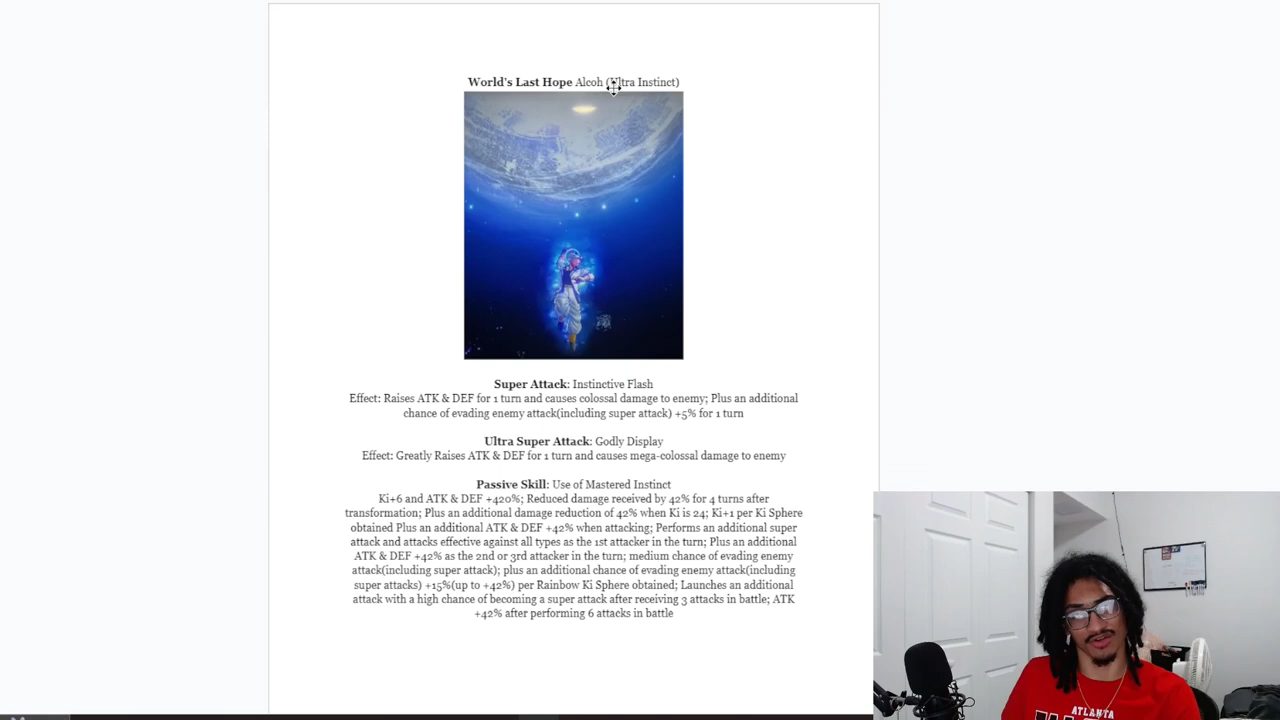 World's Last Hope Alcoh (Ultra Instinct)
Super Attack: Instinctive Flash
Effect: Raises ATK & DEF for 1 turn and causes colossal damage to enemy; Plus an additional
chance of evading enemy attack(including super attack) +5% for 1 turn
Ultra Super Attack: Godly Display
Effect: Greatly Raises ATK & DEF for 1 turn and causes mega-colossal damage to enemy
Passive Skill: Use of Mastered Instinct
Ki+6 and ATK & DEF +420%; Reduced damage received by 42% for 4 turns after
transformation; Plus an additional damage reduction of 42% when Ki is 24; Ki+1 per Ki Sphere
obtained Plus an additional ATK & DEF +42% when attacking; Performs an additional super
attack and attacks effective against all types as the 1st attacker in the turn; Plus an additional
ATK & DEF +42% as the 2nd or 3rd attacker in the turn; medium chance of evading enemy
attack(including super attack); plus an additional chance of evading enemy attack(including
super attacks) +15%(up to +42%) per Rainbow Ki Sphere obtained; Launches an additional
attack with a high chance of becoming a super attack after receiving 3 attacks in battle; ATK
+42% after performing 6 attacks in battle
ATLANTA